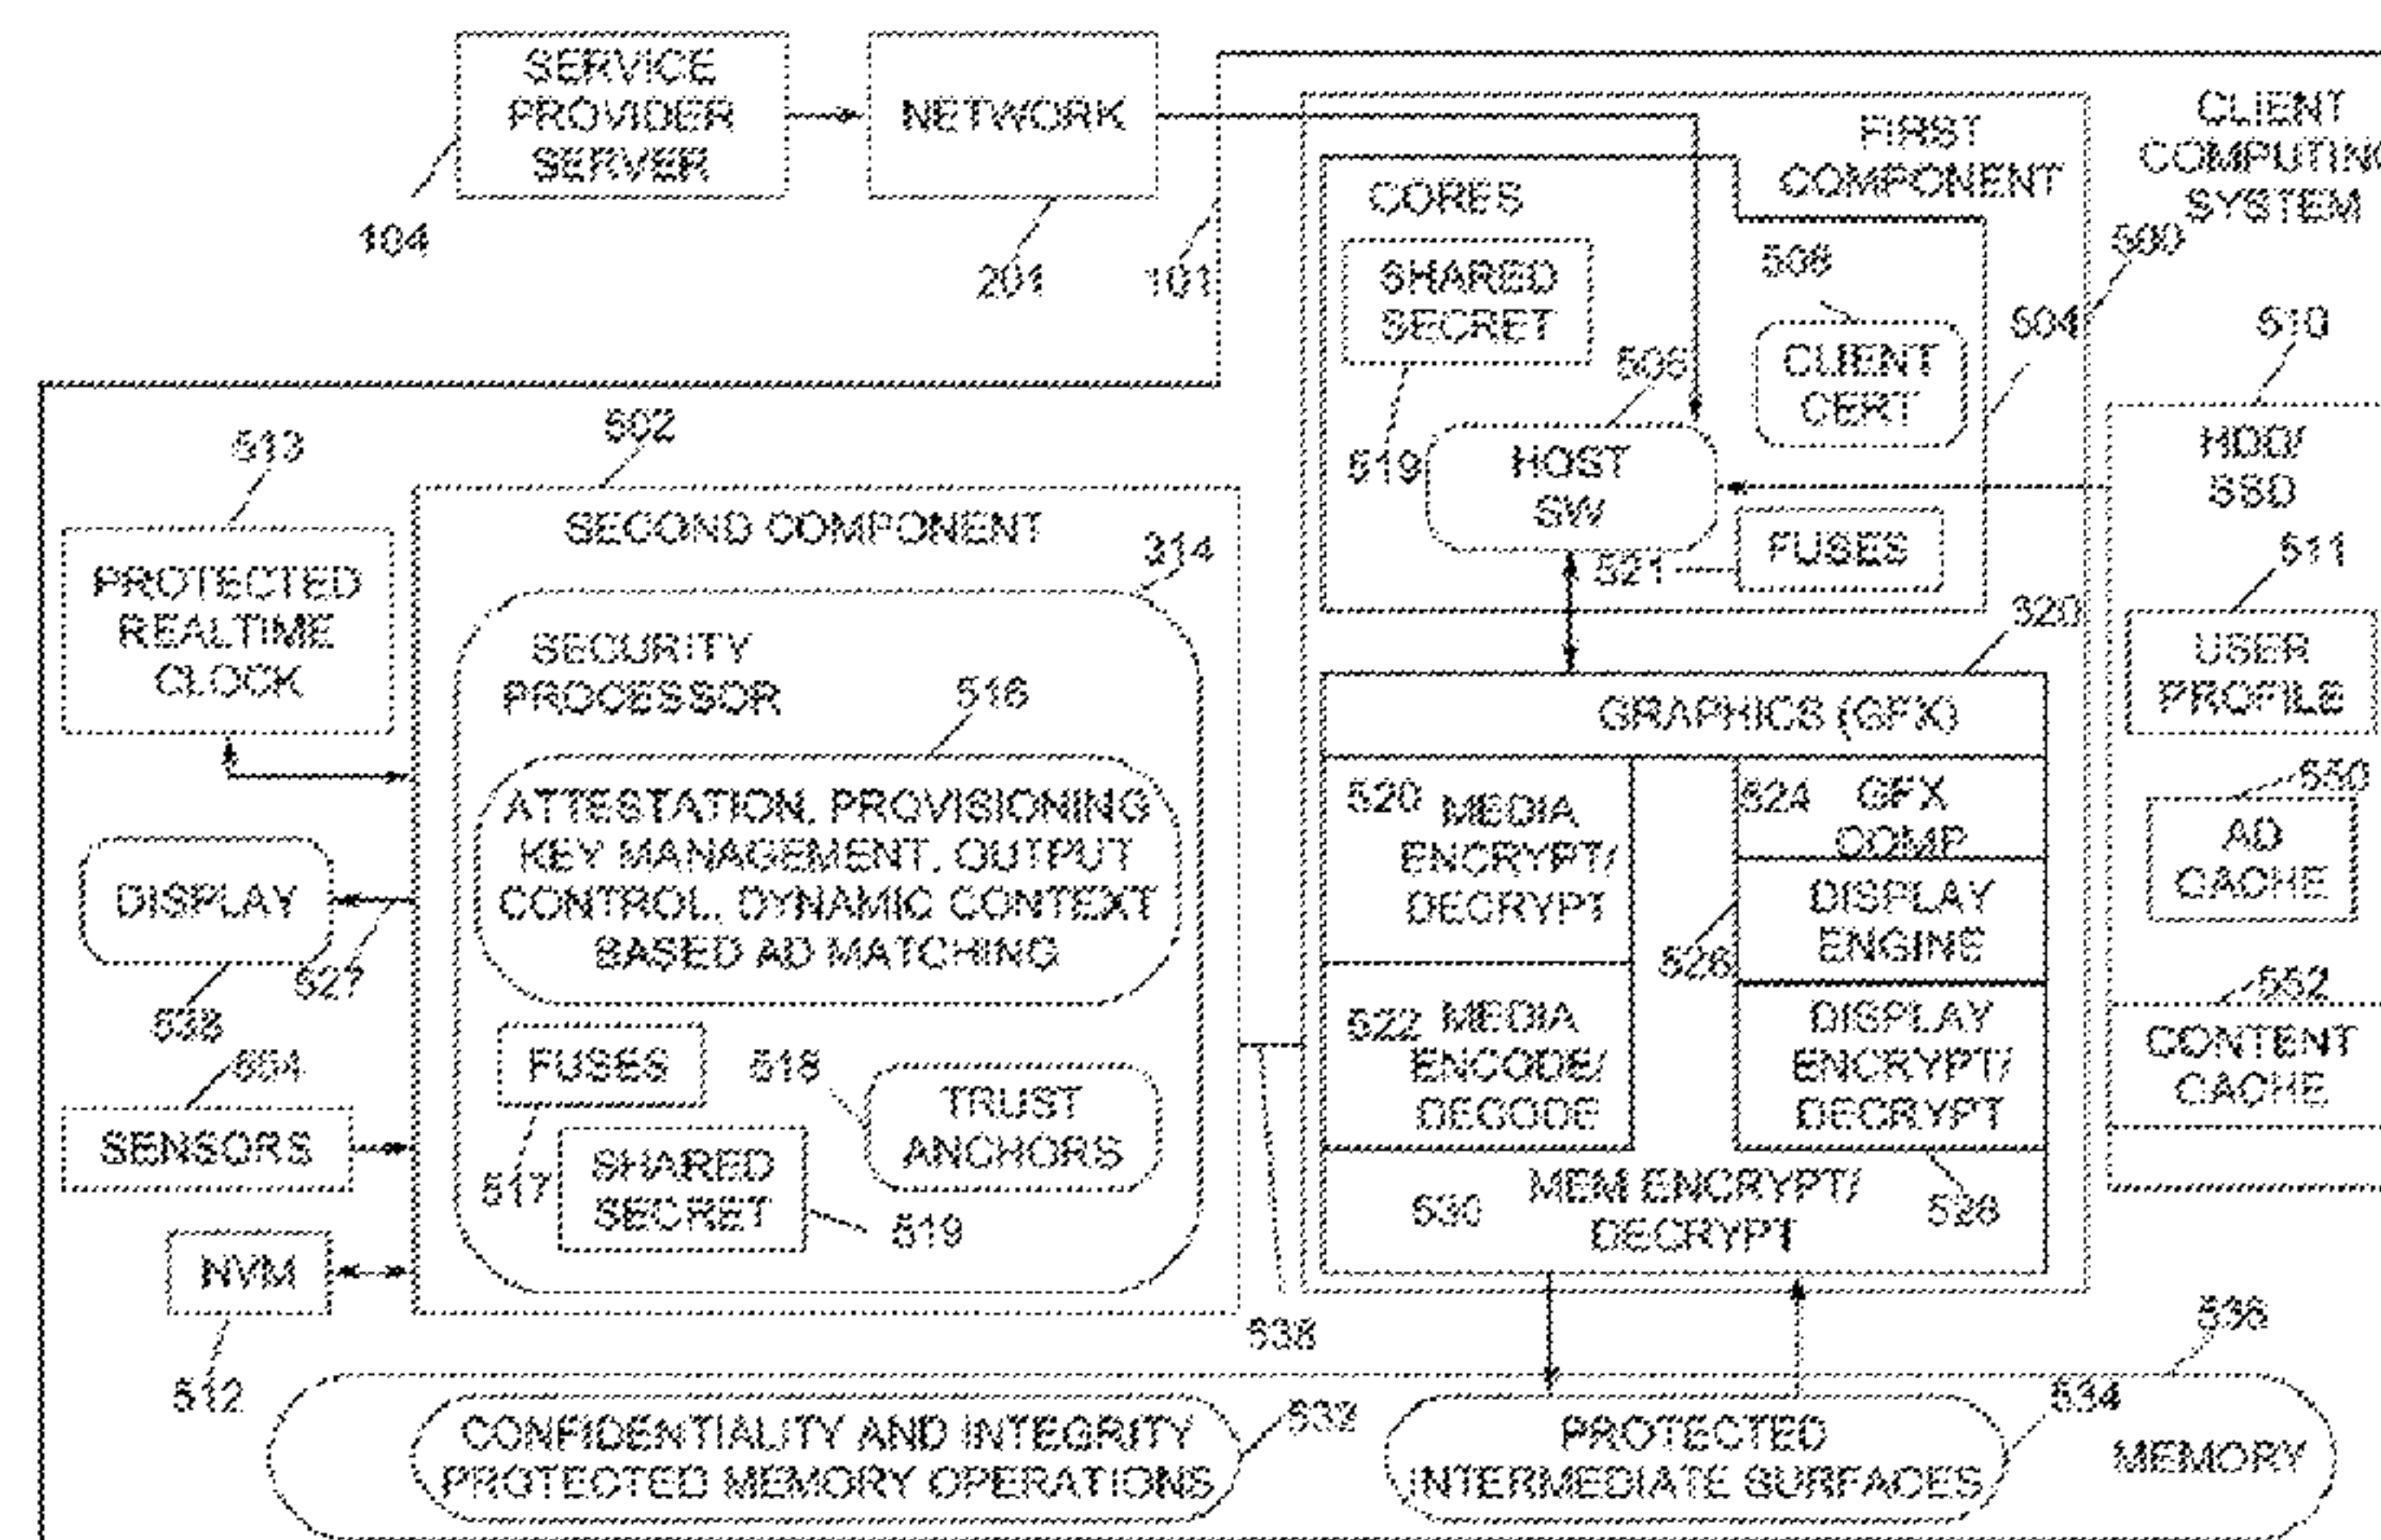 SERVICE
PROVIDER
SERVER
104
NETWORK
201
101
FIRST
COMPONENT
CLIENT
COMPUTING
SYSTEM
500
504
CORES
SHARED
SECRET
519
506
508
CLIENT
CERT
HOST
SW
521
FUSES
510
HDD/
SSD
511
USER
PROFILE
550
AD
CACHE
552
CONTENT
CACHE
502
SECOND COMPONENT
314
SECURITY
PROCESSOR
516
ATTESTATION, PROVISIONING
KEY MANAGEMENT, OUTPUT
CONTROL, DYNAMIC CONTEXT
BASED AD MATCHING
FUSES
517
518
TRUST
ANCHORS
SHARED
SECRET
519
513
PROTECTED
REALTIME
CLOCK
DISPLAY
527
538
554
SENSORS
NVM
512
320
GRAPHICS (GFX)
520
MEDIA
ENCRYPT/
DECRYPT
522
MEDIA
ENCODE/
DECODE
524
GFX
COMP
526
DISPLAY
ENGINE
DISPLAY
ENCRYPT/
DECRYPT
528
530
MEM ENCRYPT/
DECRYPT
538
536
532
CONFIDENTIALITY AND INTEGRITY
PROTECTED MEMORY OPERATIONS
534
PROTECTED
INTERMEDIATE SURFACES
MEMORY